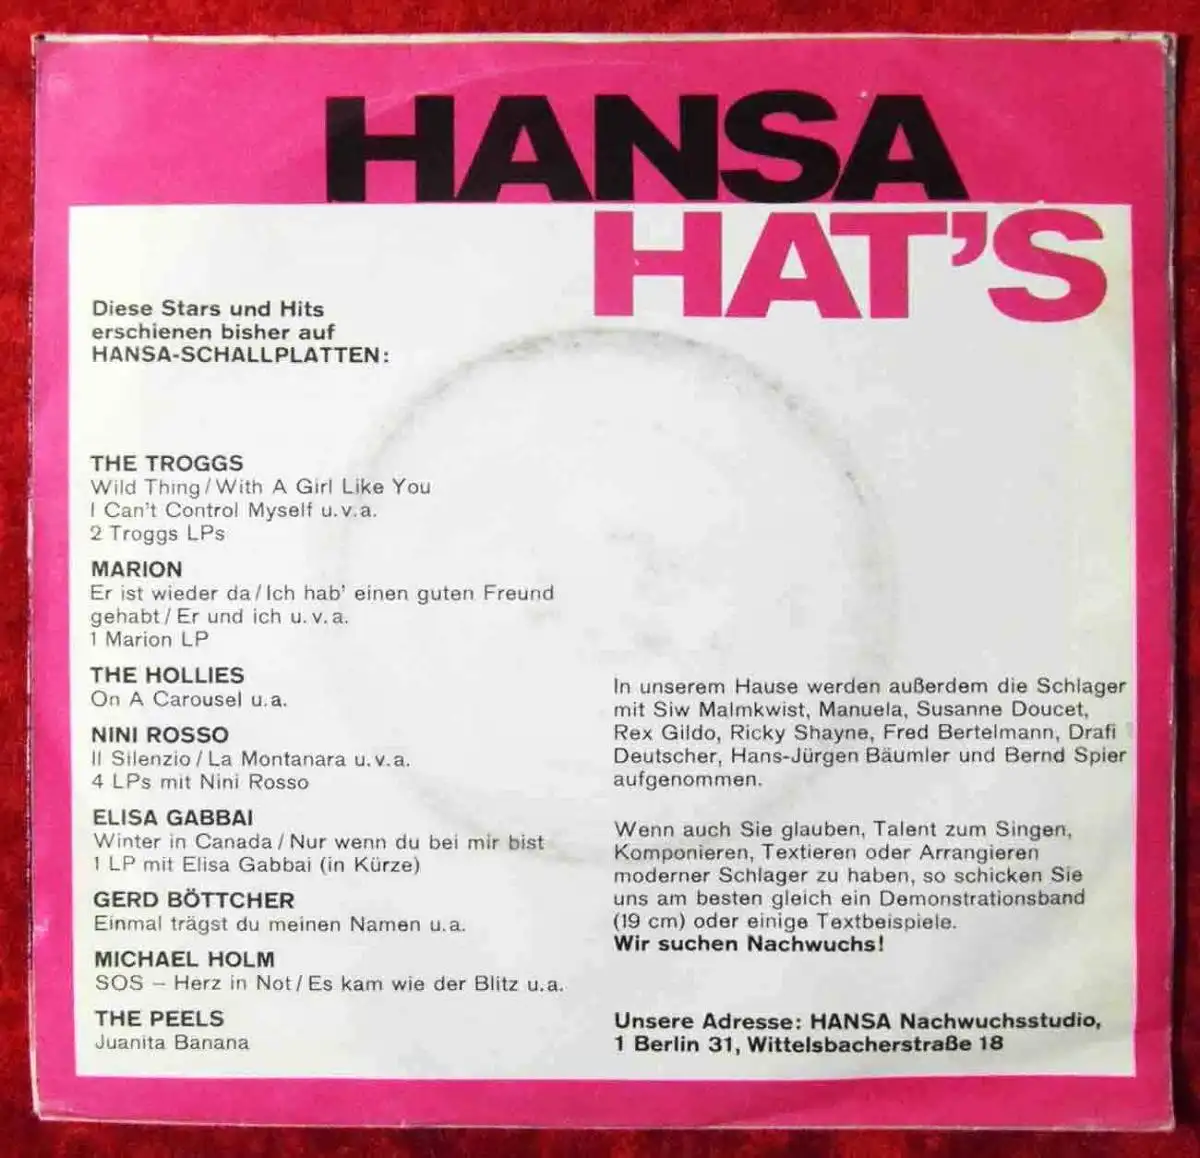 HANSA
HAT'S
Diese Stars und Hits
erschienen bisher auf
HANSA-SCHALLPLATTEN:
THE TROGGS
Wild Thing / With A Girl Like You
I Can't Control Myself u.v.a.
2 Troggs LPs
MARION
Er ist wieder da / Ich hab' einen guten Freund
gehabt / Er und ich u.v.a.
1 Marion LP
THE HOLLIES
On A Carousel u.a.
NINI ROSSO
Il Silenzio / La Montanara u.v.a.
4 LPs mit Nini Rosso
ELISA GABBAI
Winter in Canada / Nur wenn du bei mir bist
1 LP mit Elisa Gabbai (in Kürze)
GERD BÖTTCHER
Einmal trägst du meinen Namen u.a.
MICHAEL HOLM
SOS – Herz in Not / Es kam wie der Blitz u.a.
THE PEELS
Juanita Banana
In unserem Hause werden außerdem die Schlager
mit Siw Malmkwist, Manuela, Susanne Doucet,
Rex Gildo, Ricky Shayne, Fred Bertelmann, Drafi
Deutscher, Hans-Jürgen Bäumler und Bernd Spier
aufgenommen.
Wenn auch Sie glauben, Talent zum Singen,
Komponieren, Textieren oder Arrangieren
moderner Schlager zu haben, so schicken Sie
uns am besten gleich ein Demonstrationsband
(19 cm) oder einige Textbeispiele.
Wir suchen Nachwuchs!
Unsere Adresse: HANSA Nachwuchsstudio,
1 Berlin 31, Wittelsbacherstraße 18